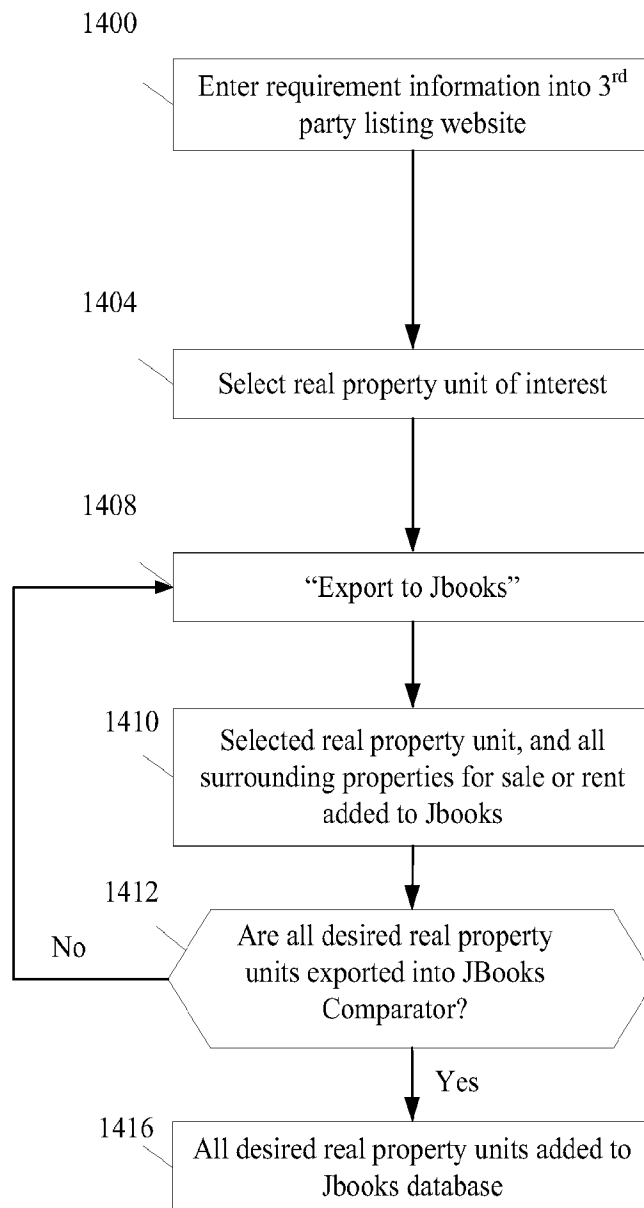 1400
Enter requirement information into 3rd
party listing website
1404
Select real property unit of interest
1408
“Export to Jbooks”
1410
Selected real property unit, and all
surrounding properties for sale or rent
added to Jbooks
1412
No
Are all desired real property
units exported into JBooks
Comparator?
Yes
1416
All desired real property units added to
Jbooks database